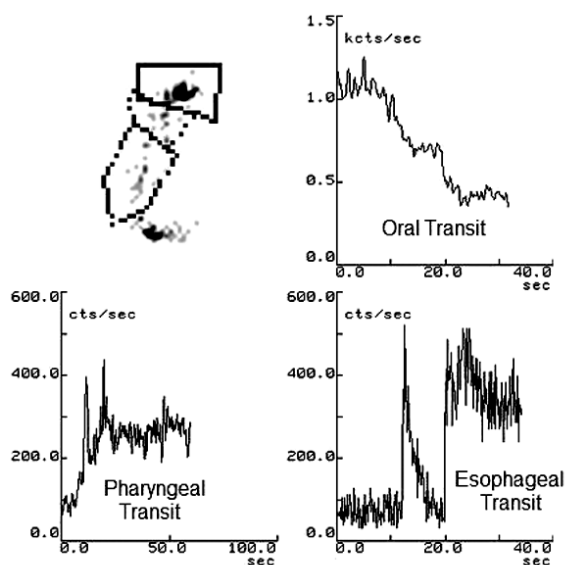 1.5
kcts/sec
1.0
0.5
Oral Transit
0.0
0.0 20.0 40.0
sec
600.0
cts/sec
400.0
200.0
Pharyngeal
Transit
0.0
0.0 50.0 100.0
sec
600.0
cts/sec
400.0
200.0
Esophageal
Transit
0.0
0.0 20.0 40.0
sec